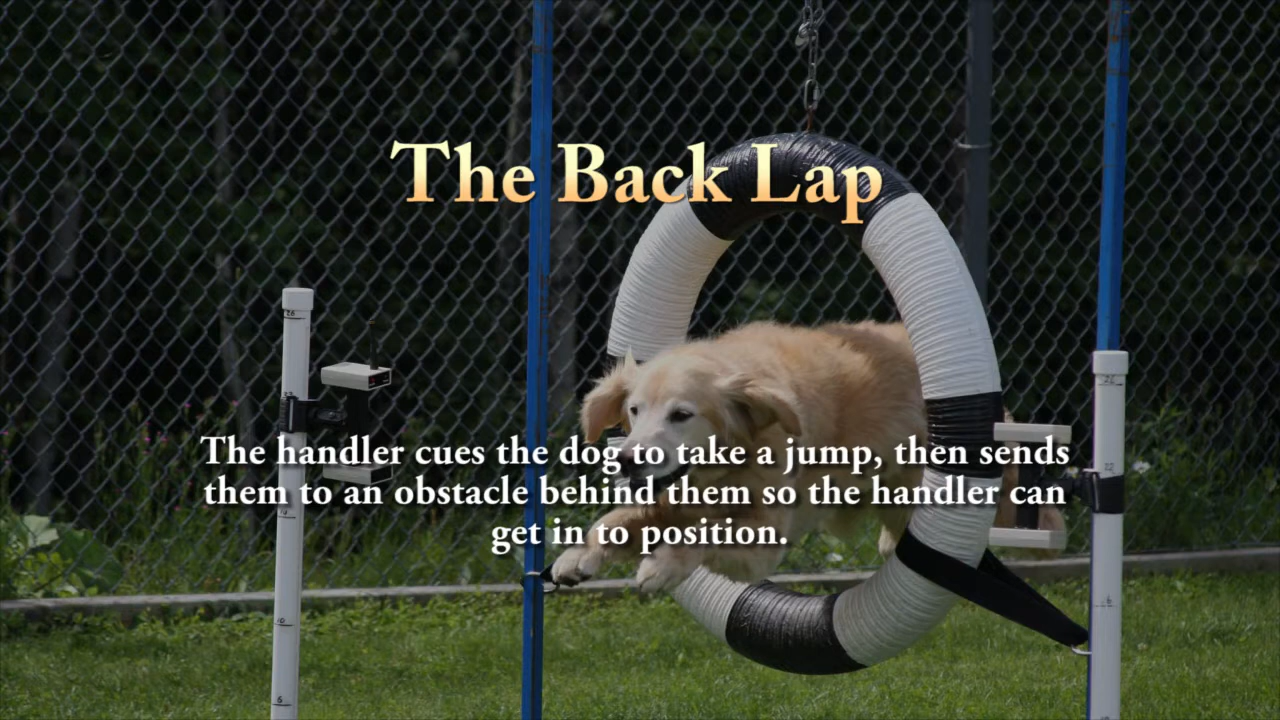 The Back Lap
The handler cues the dog to take a jump, then sends
them to an obstacle behind them so the handler can
get in to position.